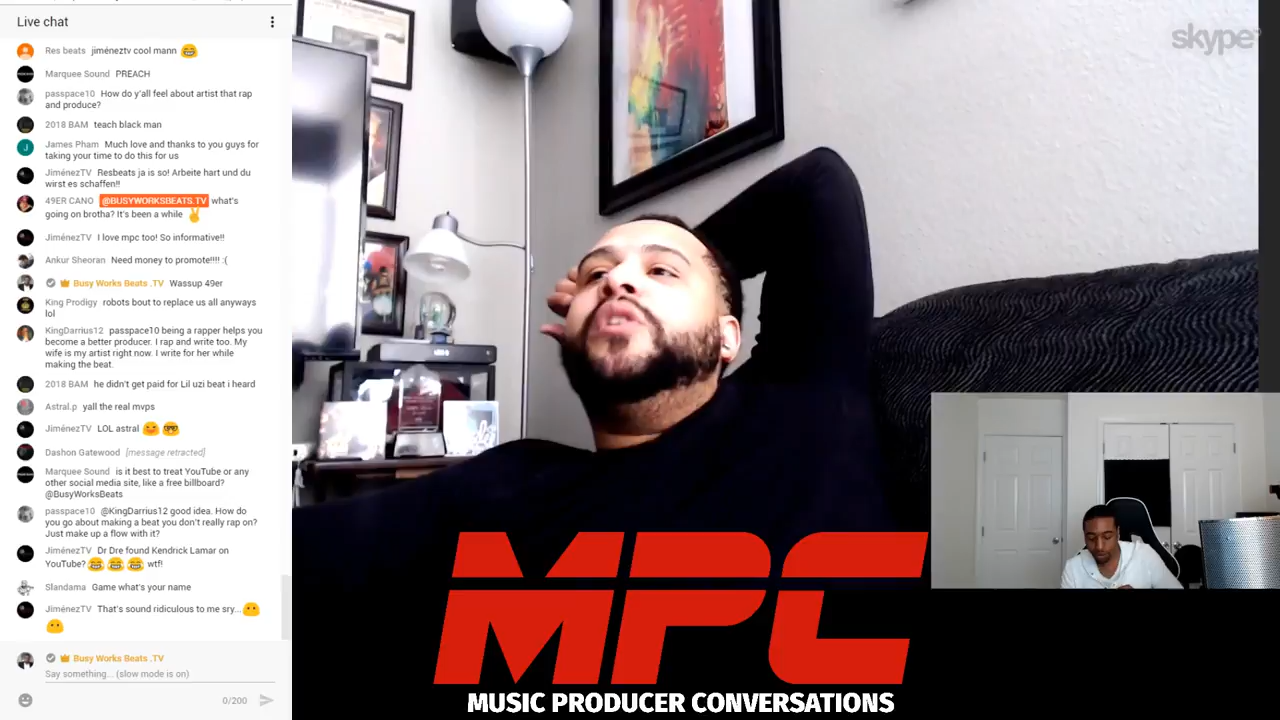 Live chat
Res beats jiméneztv cool mann 😂
Marquee Sound PREACH
passpace10 How do y'all feel about artist that rap
and produce?
2018 BAM teach black man
James Pham Much love and thanks to you guys for
taking your time to do this for us
JiménezTV Resbeats ja is so! Arbeite hart und du
wirst es schaffen!!
49ER CANO @BUSYWORKSBEATS.TV what's
going on brotha? It's been a while ✌
JiménezTV I love mpc too! So informative!!
Ankur Sheoran Need money to promote!!!! :(
Busy Works Beats .TV Wassup 49er
King Prodigy robots bout to replace us all anyways
lol
KingDarrius12 passpace10 being a rapper helps you
become a better producer. I rap and write too. My
wife is my artist right now. I write for her while
making the beat.
2018 BAM he didn't get paid for Lil uzi beat i heard
Astral.p yall the real mvps
JiménezTV LOL astral 😛 🤓
Dashon Gatewood [message retracted]
Marquee Sound is it best to treat YouTube or any
other social media site, like a free billboard?
@BusyWorksBeats
passpace10 @KingDarrius12 good idea. How do
you go about making a beat you don't really rap on?
Just make up a flow with it?
JiménezTV Dr Dre found Kendrick Lamar on
YouTube? 😂 😂 😂 wtf!
Slandama Game what's your name
JiménezTV That's sound ridiculous to me sry... 😶
😶
Busy Works Beats .TV
Say something... (slow mode is on)
0/200
skype
MPC
MUSIC PRODUCER CONVERSATIONS